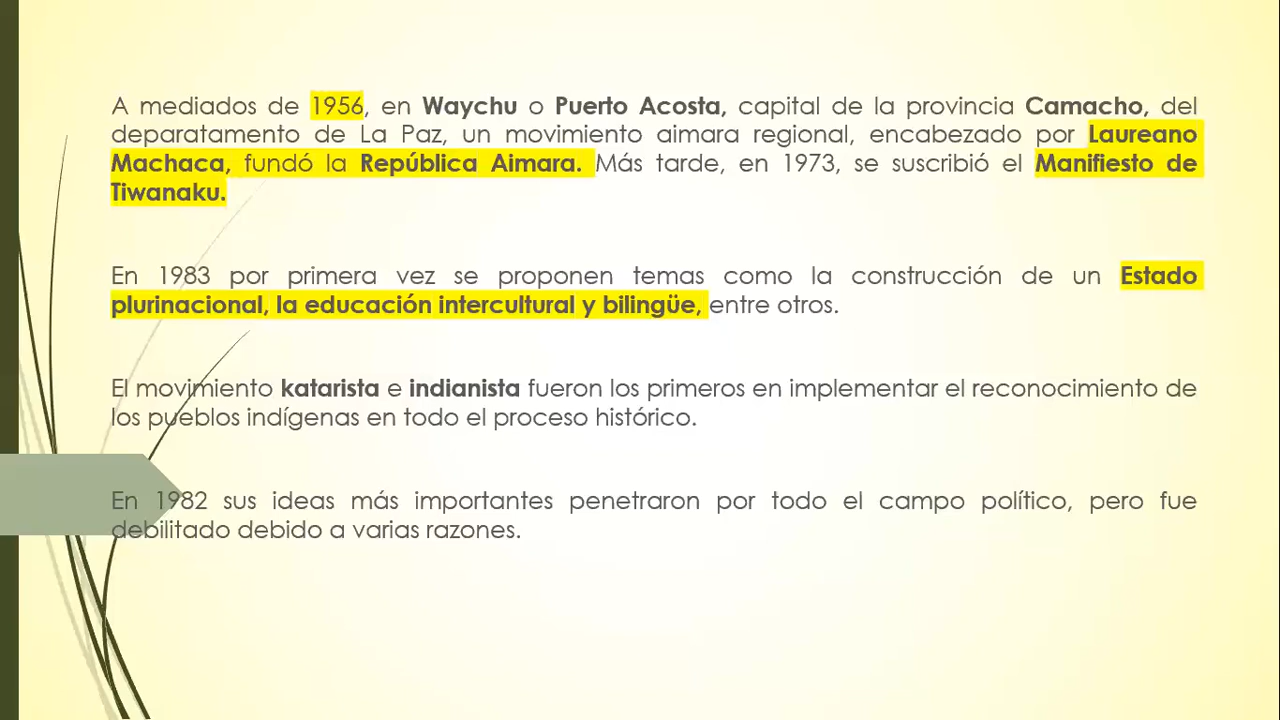 A mediados de 1956, en Waychu o Puerto Acosta, capital de la provincia Camacho, del
deparatamento de La Paz, un movimiento aimara regional, encabezado por Laureano
Machaca, fundó la República Aimara. Más tarde, en 1973, se suscribió el Manifiesto de
Tiwanaku.
En 1983 por primera vez se proponen temas como la construcción de un Estado
plurinacional, la educación intercultural y bilingüe, entre otros.
El movimiento katarista e indianista fueron los primeros en implementar el reconocimiento de
los pueblos indígenas en todo el proceso histórico.
En 1982 sus ideas más importantes penetraron por todo el campo político, pero fue
debilitado debido a varias razones.